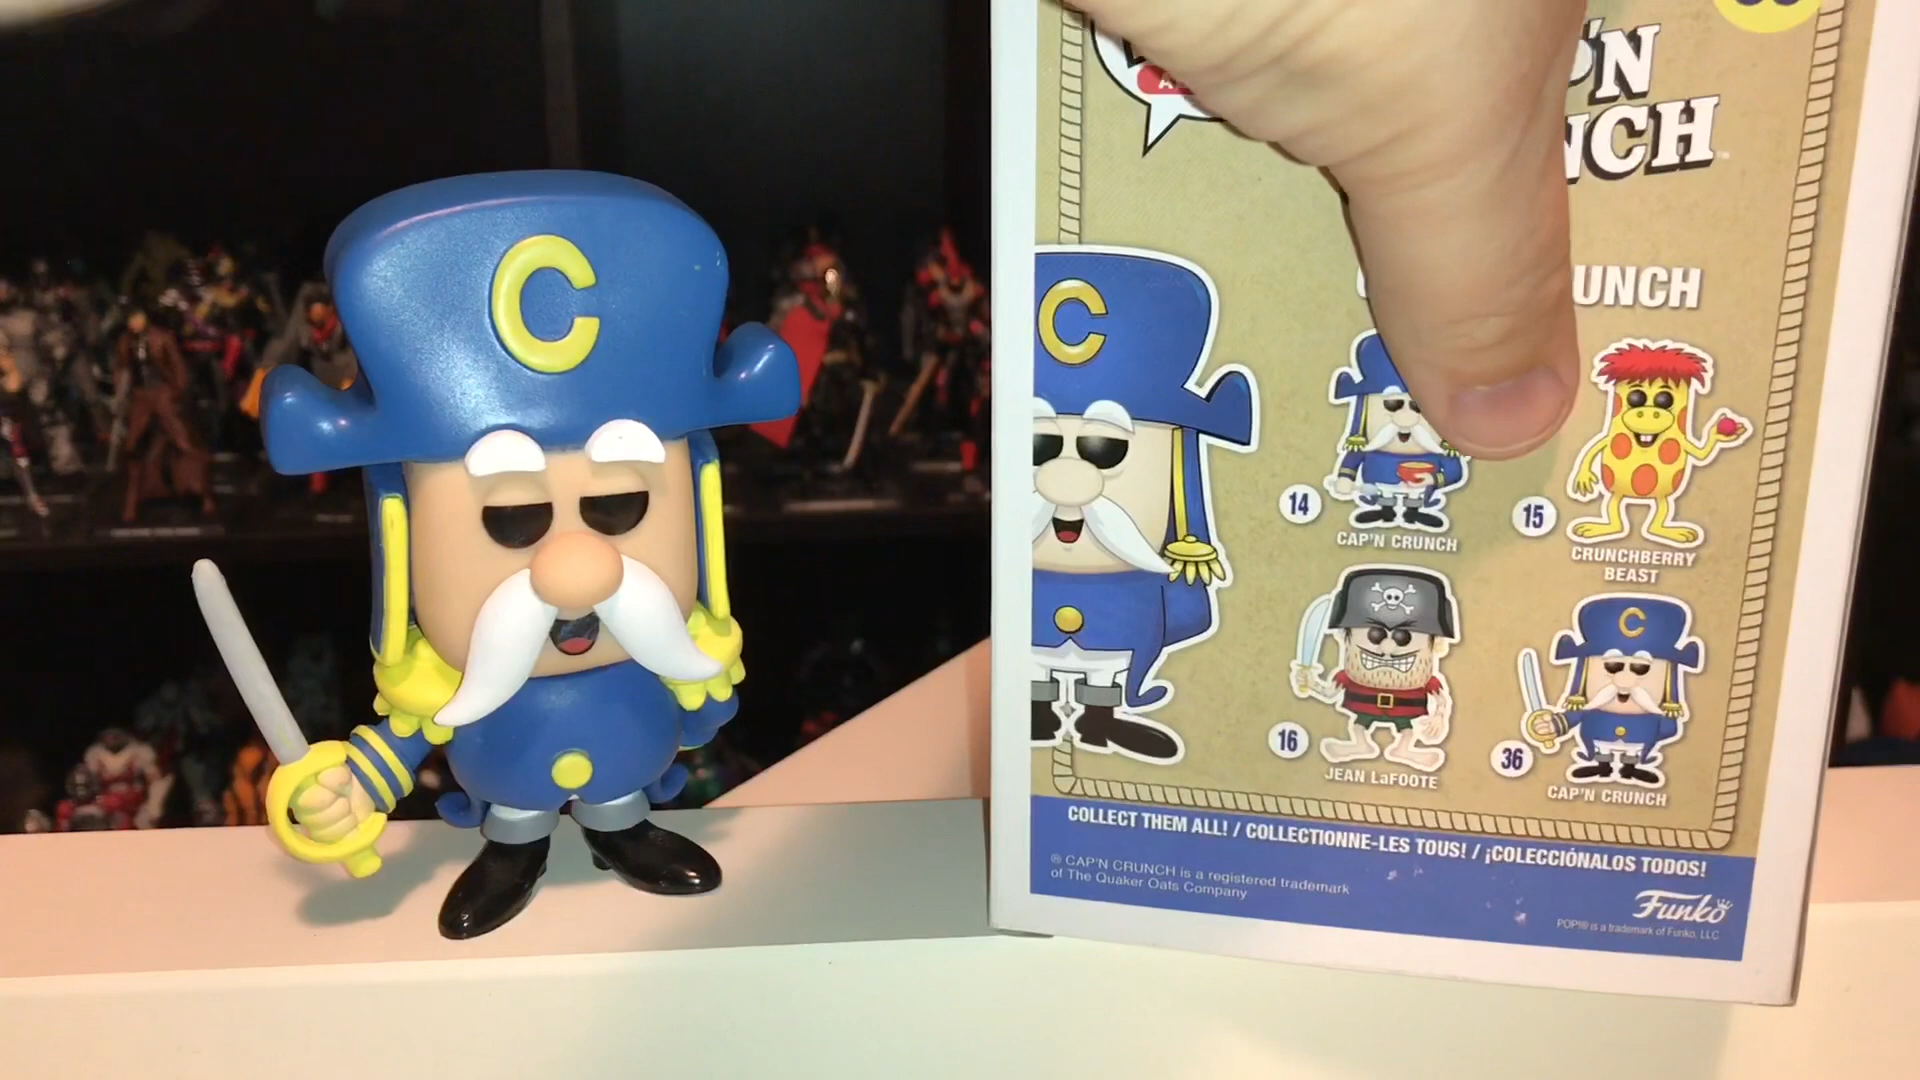 C
'N
NCH
UNCH
C
14
CAP'N CRUNCH
15
CRUNCHBERRY
BEAST
16
JEAN LaFOOTE
C
36
CAP'N CRUNCH
COLLECT THEM ALL! / COLLECTIONNE-LES TOUS! / ¡COLECCIÓNALOS TODOS!
® CAP'N CRUNCH is a registered trademark
of The Quaker Oats Company
Funko
POP!® is a trademark of Funko, LLC